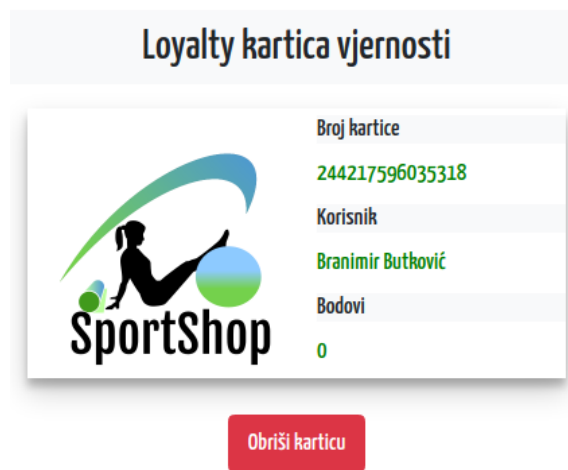 Loyalty kartica vjernosti
Broj kartice
244217596035318
Korisnik
Branimir Butković
Bodovi
0
SportShop
Obriši karticu